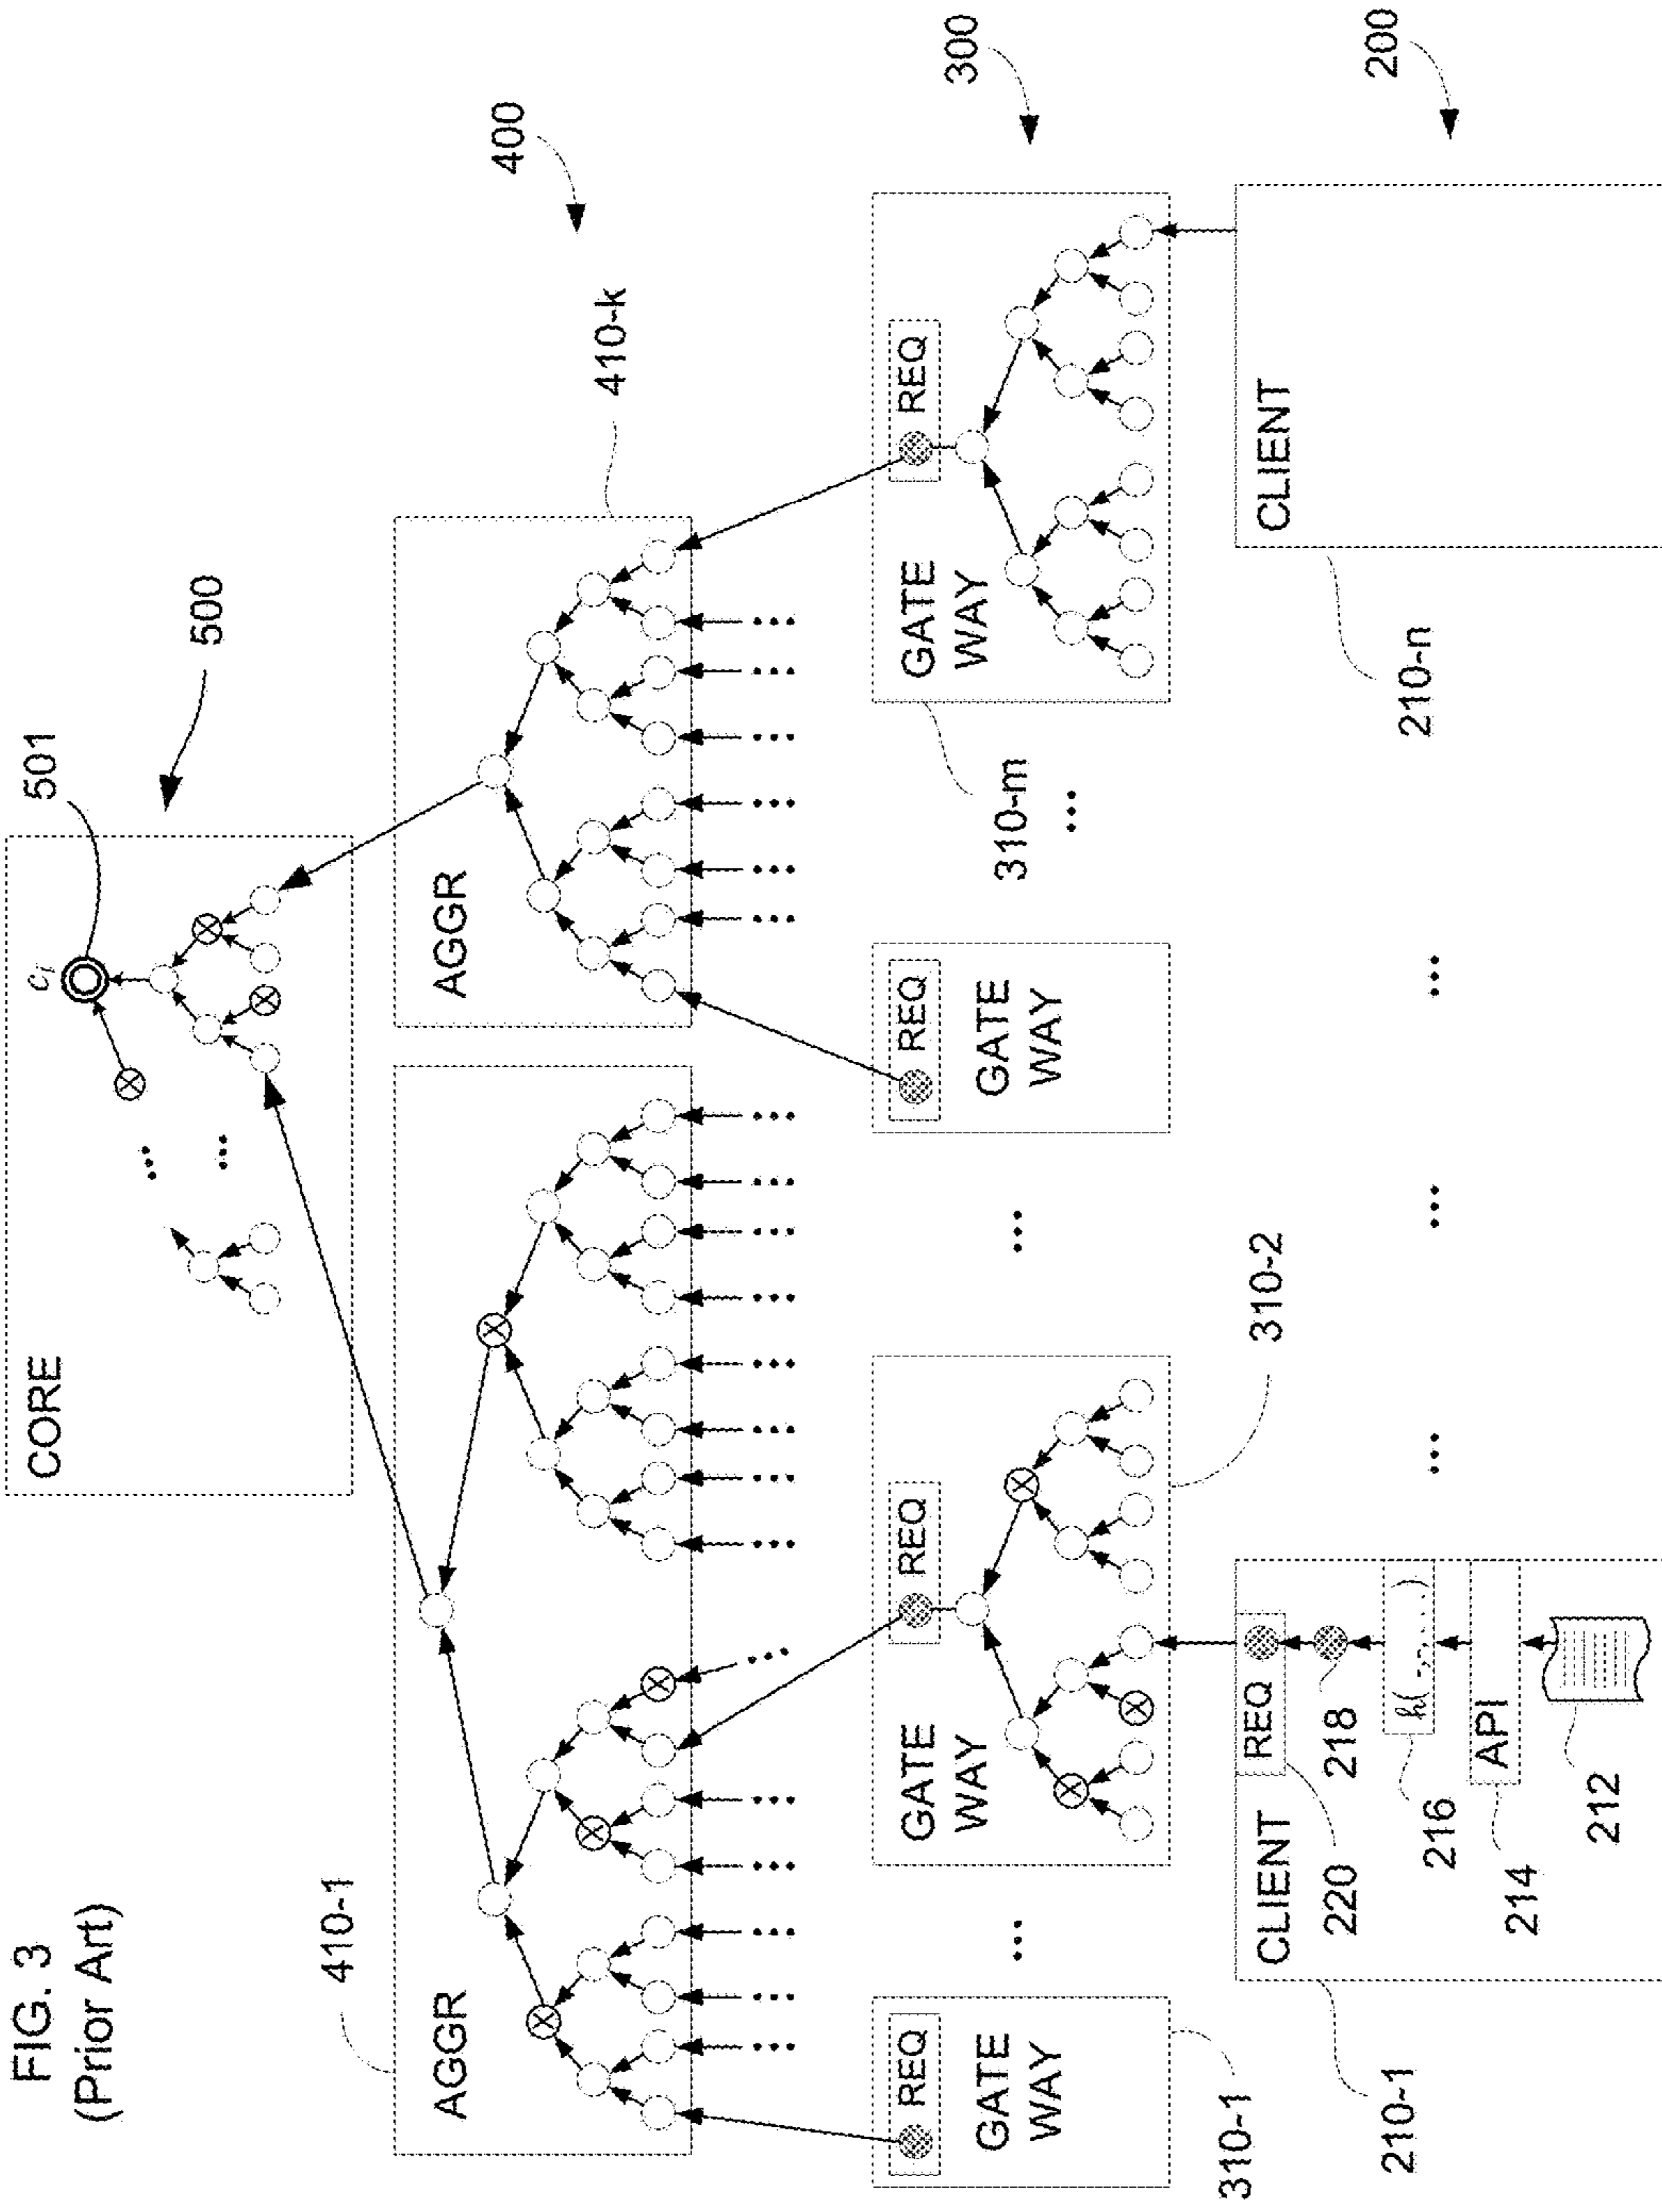 FIG. 3
(Prior Art)
CORE
501
500
410-1
AGGR
AGGR
410-k
400
REQ
GATE
WAY
310-1
...
GATE
WAY
REQ
310-2
...
REQ
GATE
WAY
310-m
...
GATE
WAY
REQ
300
210-1
CLIENT
REQ
220
218
216
214
API
212
...
...
...
210-n
CLIENT
200